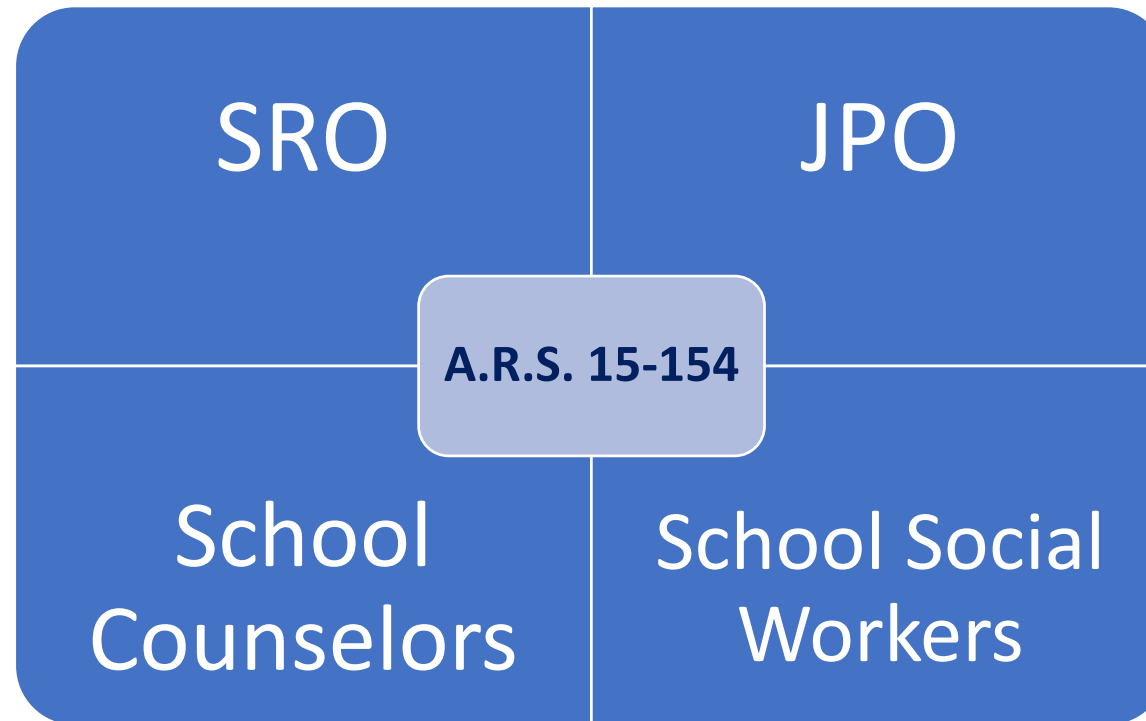 SRO
JPO
A.R.S. 15-154
School
Counselors
School Social
Workers